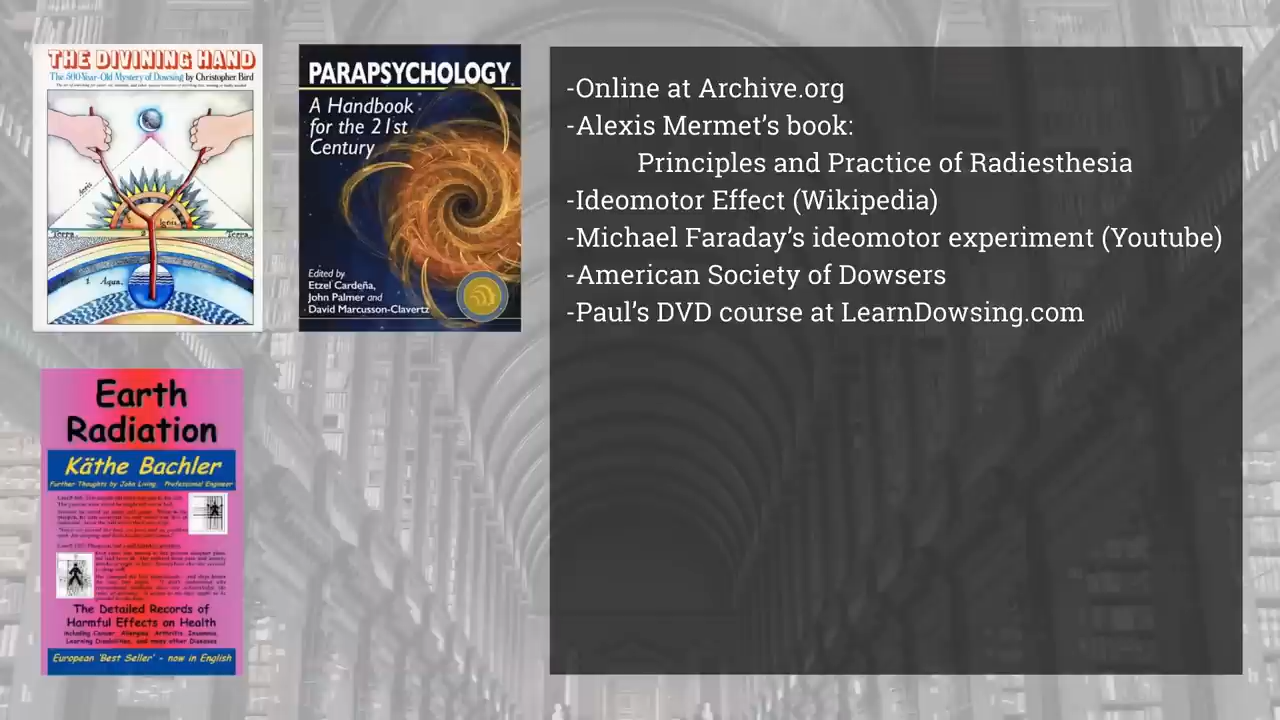 THE DIVINING HAND
The 500-Year-Old Mystery of Dowsing by Christopher Bird
Terra
Ignis
Terra
Aqua
PARAPSYCHOLOGY
A Handbook
for the 21st
Century
Edited by
Etzel Cardeña,
John Palmer and
David Marcusson-Clavertz
Earth
Radiation
Käthe Bachler
Further Thoughts by John Living, Professional Engineer
The Detailed Records of
Harmful Effects on Health
including Cancer, Allergies, Arthritis, Insomnia,
Learning Disabilities, and many other Diseases
European 'Best Seller' - now in English
-Online at Archive.org
-Alexis Mermet’s book:
Principles and Practice of Radiesthesia
-Ideomotor Effect (Wikipedia)
-Michael Faraday’s ideomotor experiment (Youtube)
-American Society of Dowsers
-Paul’s DVD course at LearnDowsing.com